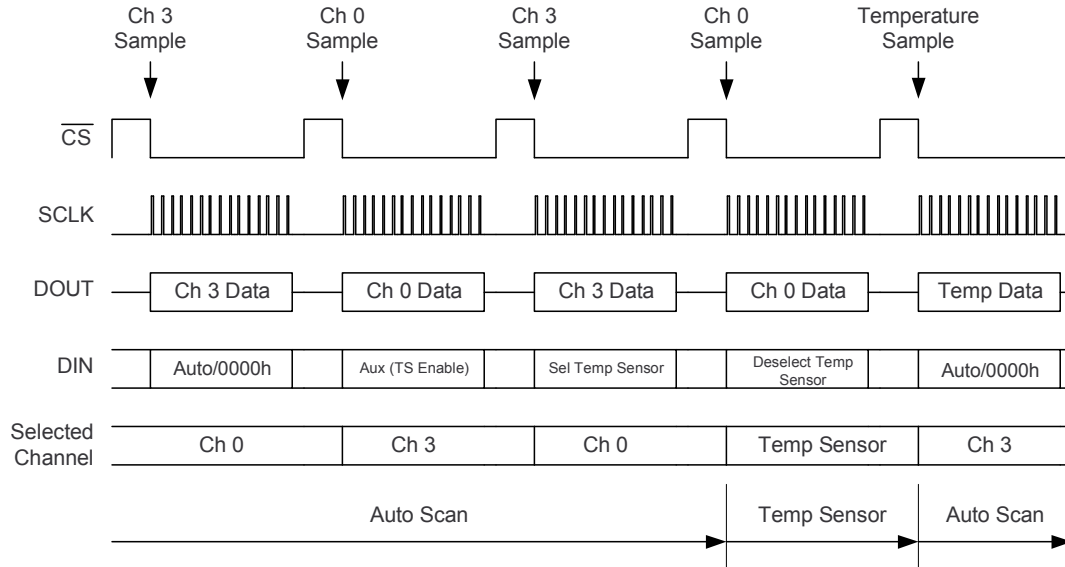 Ch 3
Sample
Ch 0
Sample
Ch 3
Sample
Ch 0
Sample
Temperature
Sample
CS
SCLK
DOUT
Ch 3 Data
Ch 0 Data
Ch 3 Data
Ch 0 Data
Temp Data
DIN
Auto/0000h
Aux (TS Enable)
Sel Temp Sensor
Deselect Temp
Sensor
Auto/0000h
Selected
Channel
Ch 0
Ch 3
Ch 0
Temp Sensor
Ch 3
Auto Scan
Temp Sensor
Auto Scan